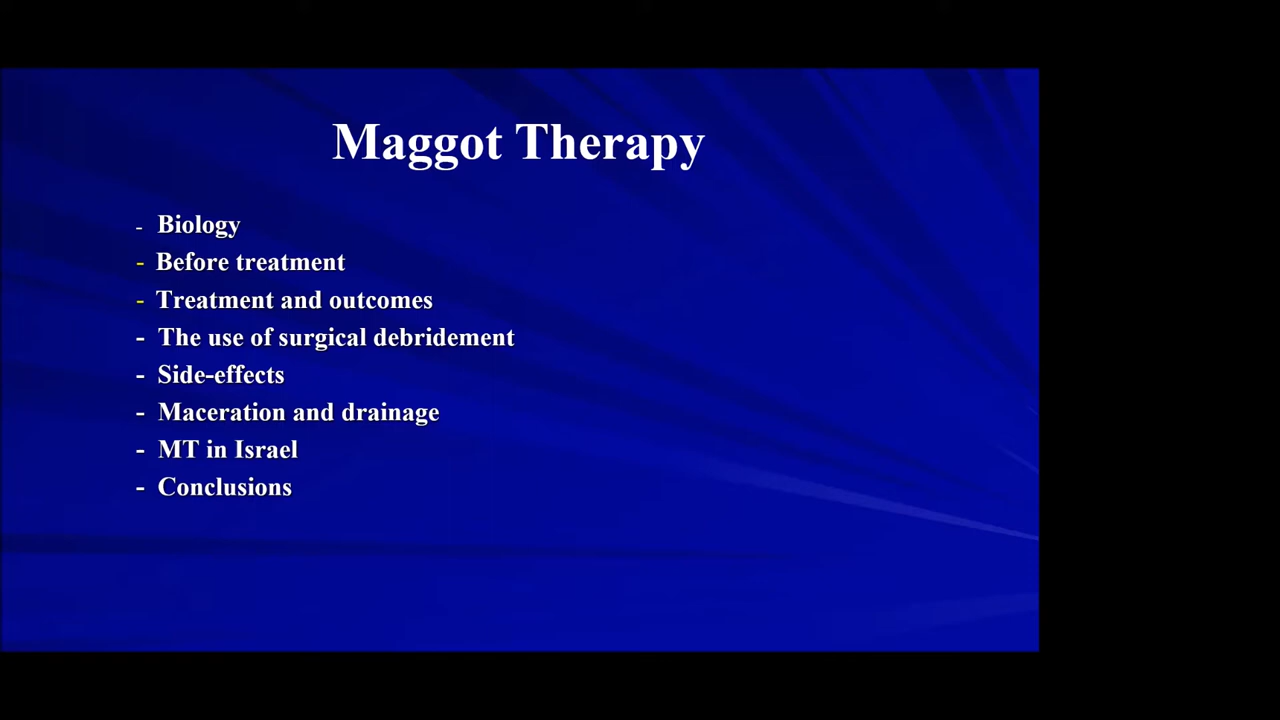 Maggot Therapy
- Biology
- Before treatment
- Treatment and outcomes
- The use of surgical debridement
- Side-effects
- Maceration and drainage
- MT in Israel
- Conclusions